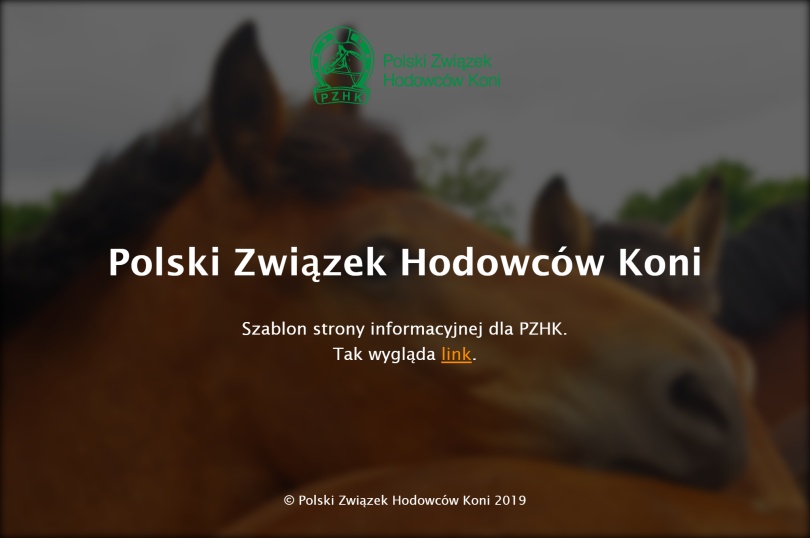 Polski Związek
Hodowców Koni
PZHK
Polski Związek Hodowców Koni
Szablon strony informacyjnej dla PZHK.
Tak wygląda link.
© Polski Związek Hodowców Koni 2019